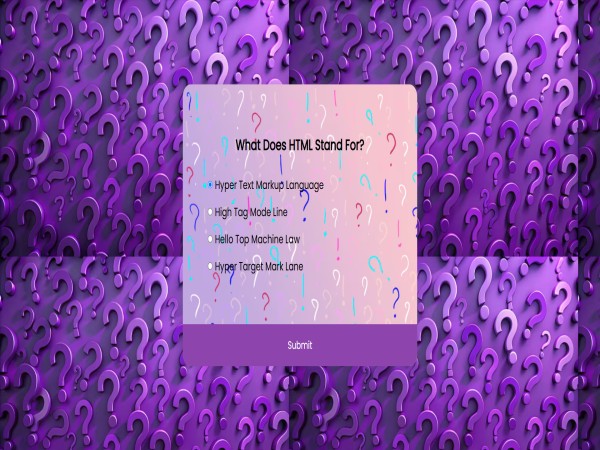 What Does HTML Stand For?
Hyper Text Markup Language
High Tag Mode Line
Hello Top Machine Law
Hyper Target Mark Lane
Submit